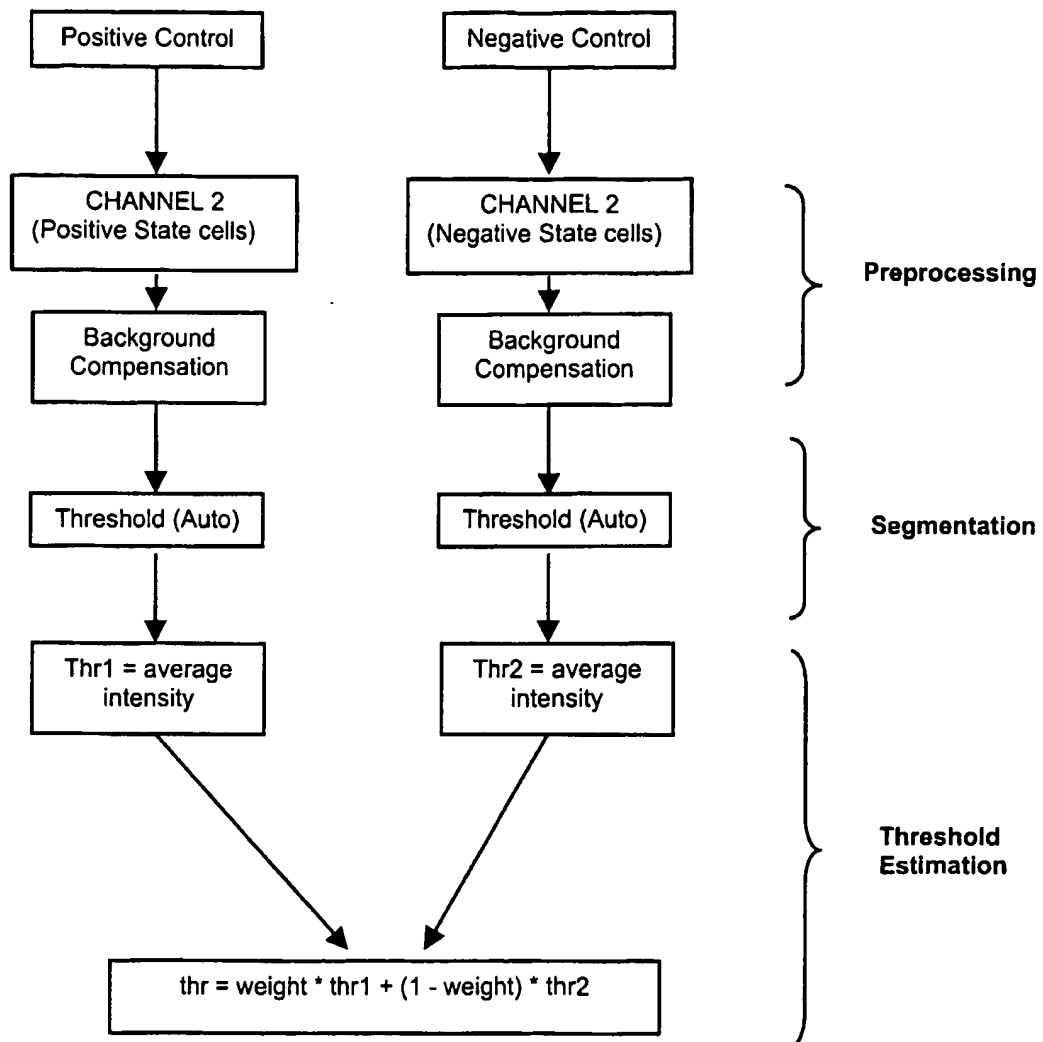 Positive Control
Negative Control
CHANNEL 2
(Positive State cells)
CHANNEL 2
(Negative State cells)
Preprocessing
Background
Compensation
Background
Compensation
Threshold (Auto)
Threshold (Auto)
Segmentation
Thr1 = average
intensity
Thr2 = average
intensity
Threshold
Estimation
thr = weight * thr1 + (1 - weight) * thr2